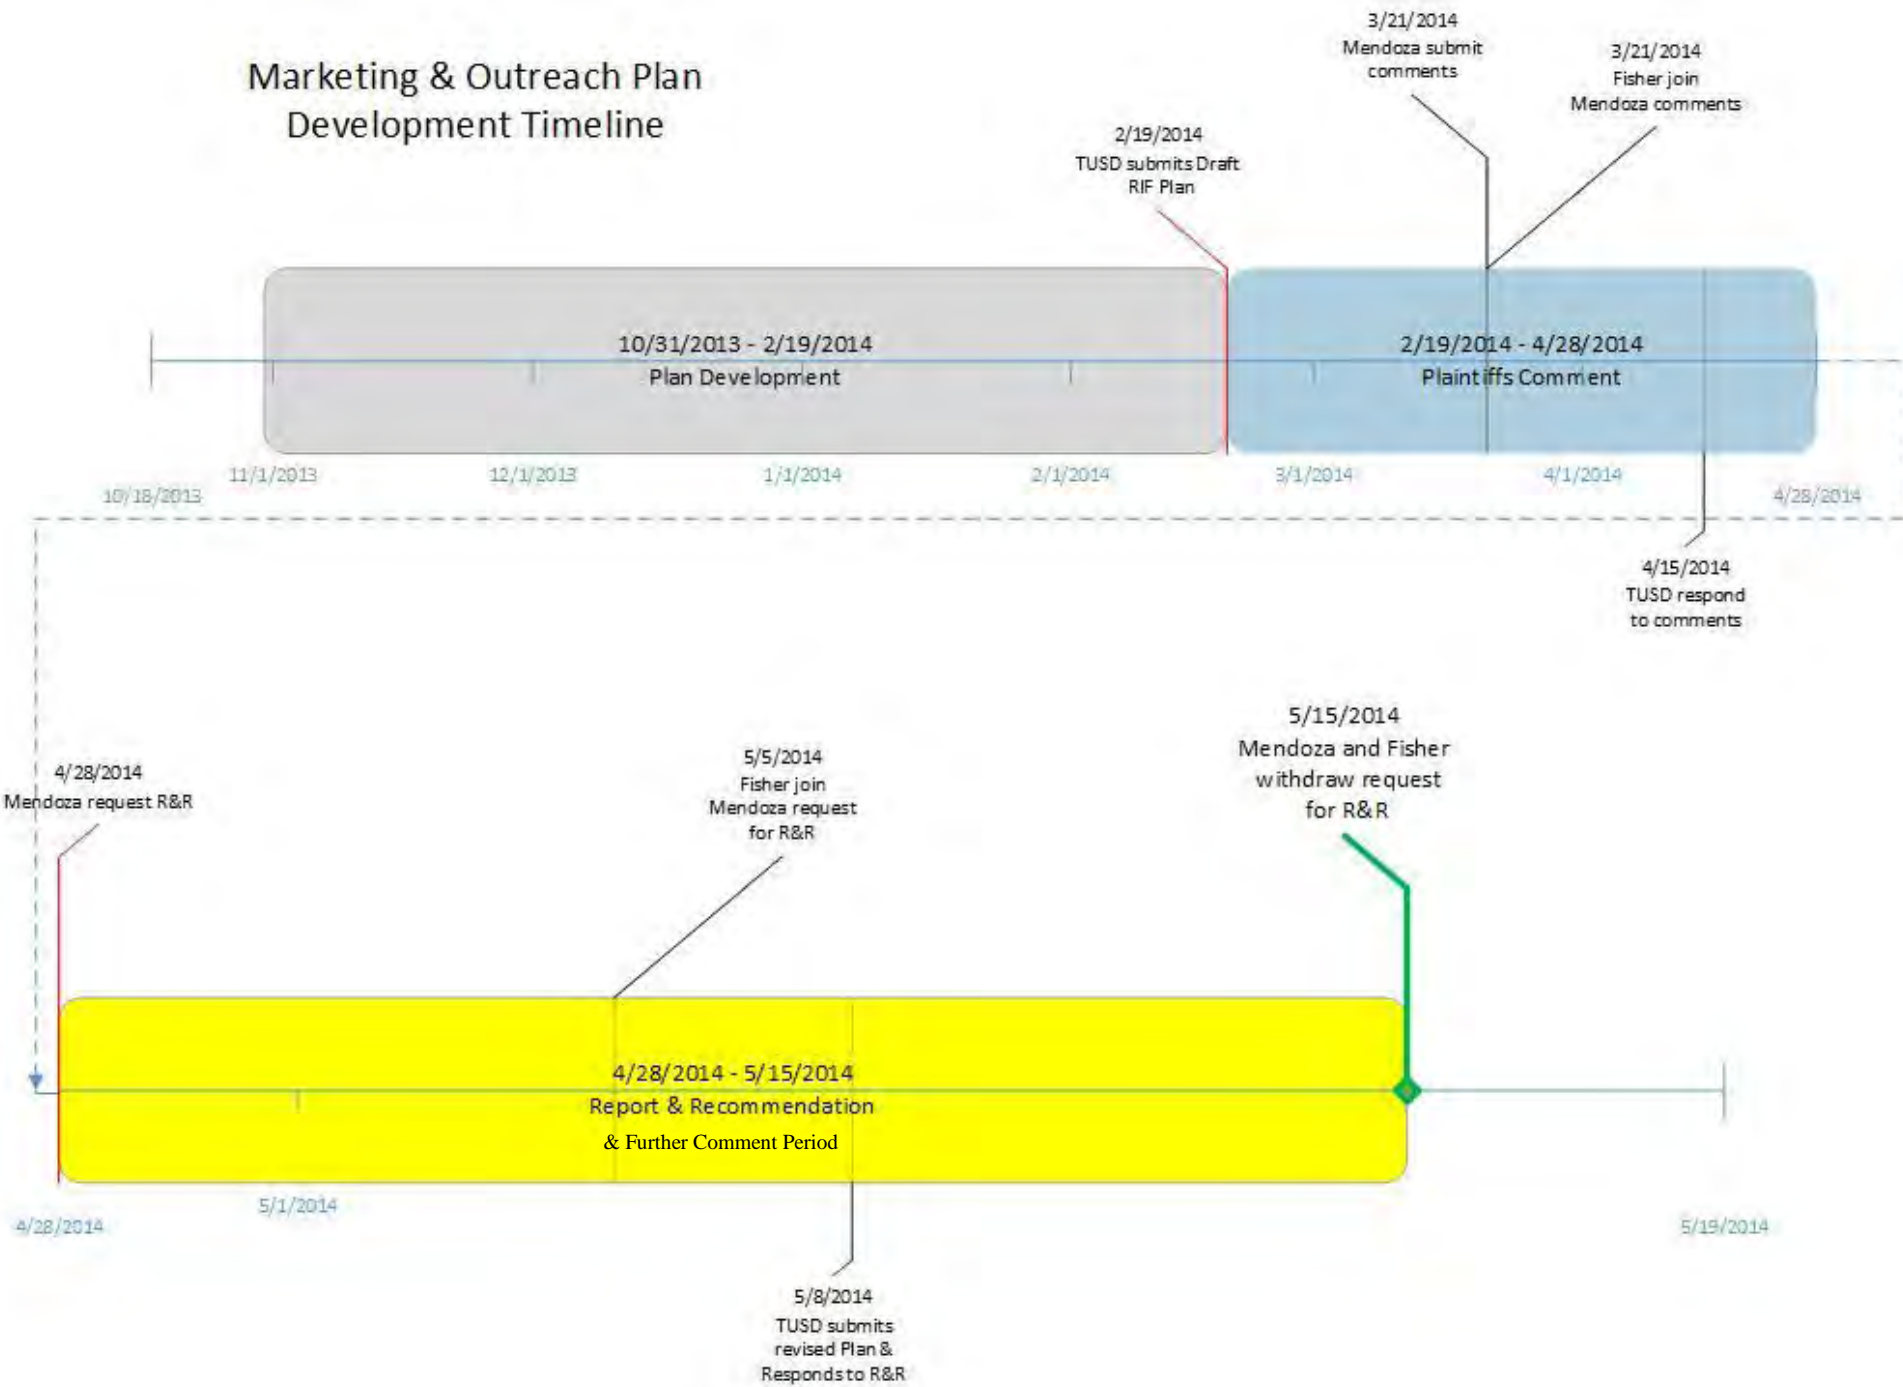 Marketing & Outreach Plan
Development Timeline
3/21/2014
Mendoza submit
comments
3/21/2014
Fisher join
Mendoza comments
2/19/2014
TUSD submits Draft
RIF Plan
10/31/2013 - 2/19/2014
Plan Development
2/19/2014 - 4/28/2014
Plaintiffs Comment
10/18/2013
11/1/2013
12/1/2013
1/1/2014
2/1/2014
3/1/2014
4/1/2014
4/28/2014
4/15/2014
TUSD respond
to comments
4/28/2014
Mendoza request R&R
5/5/2014
Fisher join
Mendoza request
for R&R
5/15/2014
Mendoza and Fisher
withdraw request
for R&R
4/28/2014 - 5/15/2014
Report & Recommendation
& Further Comment Period
4/28/2014
5/1/2014
5/19/2014
5/8/2014
TUSD submits
revised Plan &
Responds to R&R